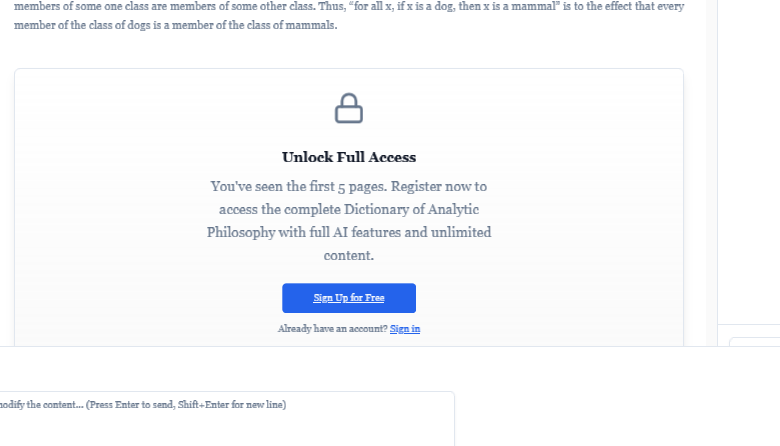 members of some one class are members of some other class. Thus, “for all x, if x is a dog, then x is a mammal” is to the effect that every
member of the class of dogs is a member of the class of mammals.
Unlock Full Access
You've seen the first 5 pages. Register now to
access the complete Dictionary of Analytic
Philosophy with full AI features and unlimited
content.
Sign Up for Free
Already have an account? Sign in
the content... (Press Enter to send, Shift+Enter for new line)